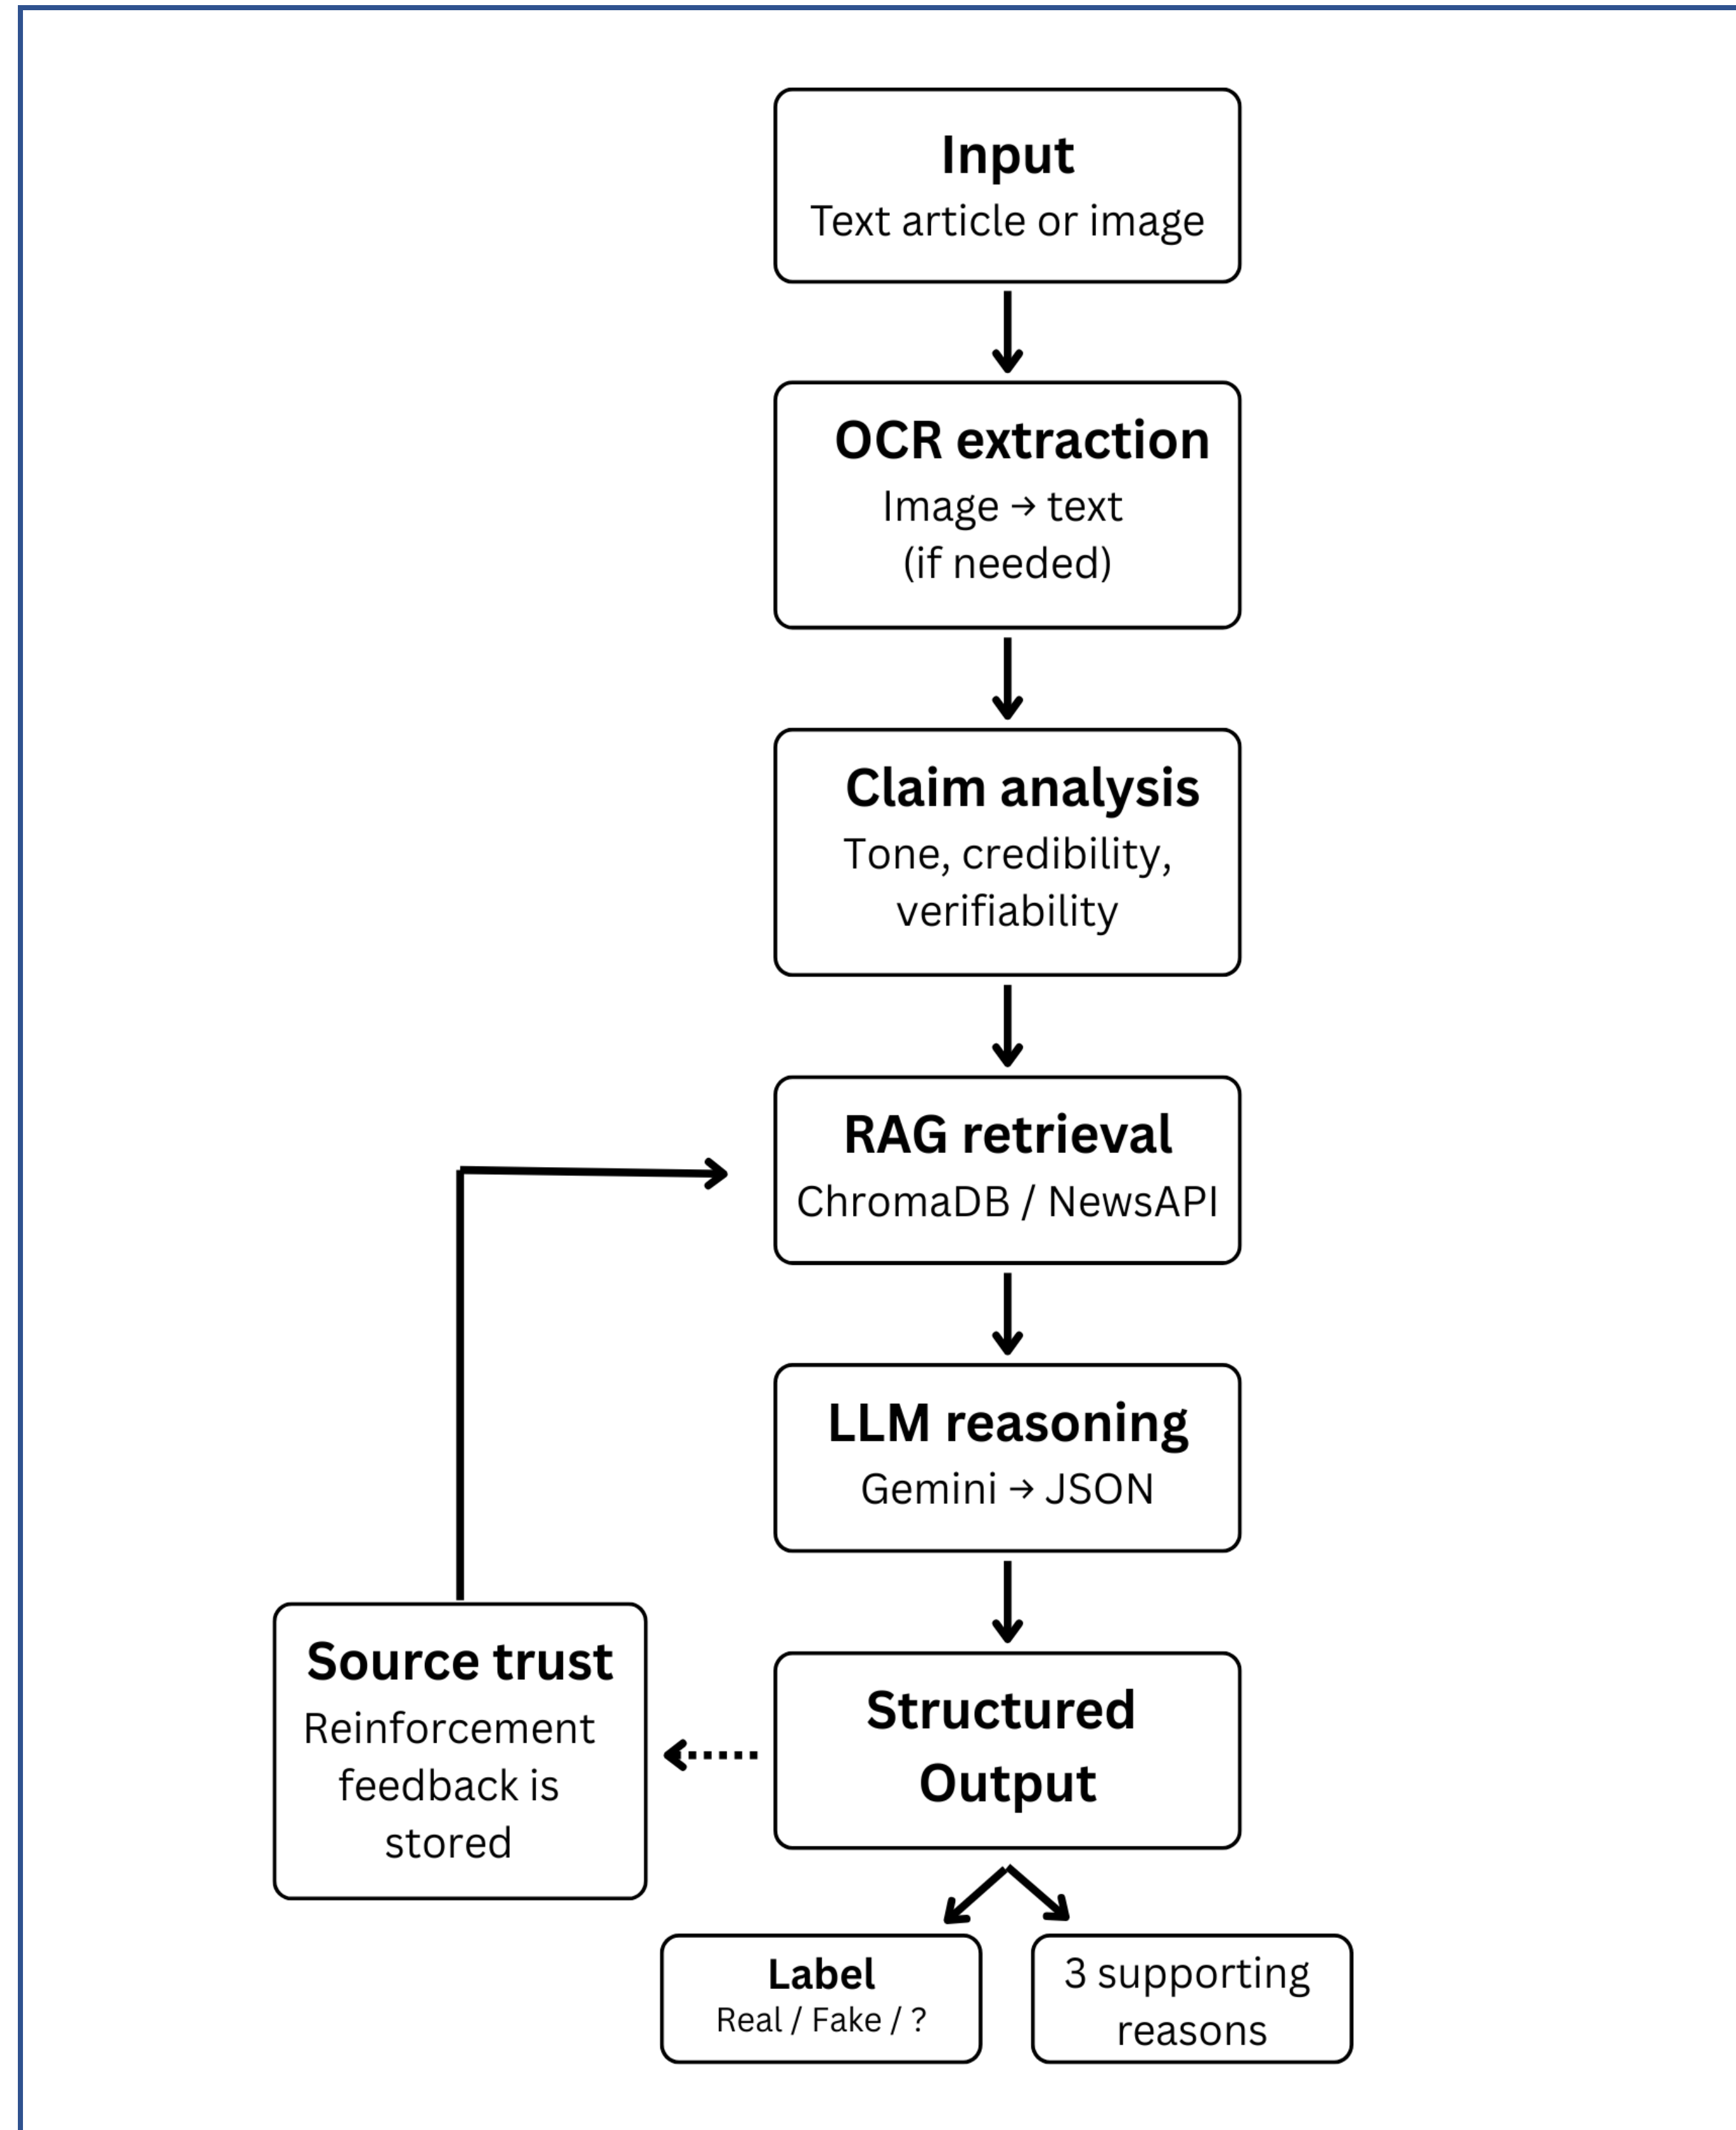 Input
Text article or image
OCR extraction
Image → text
(if needed)
Claim analysis
Tone, credibility,
verifiability
RAG retrieval
ChromaDB / NewsAPI
LLM reasoning
Gemini → JSON
Source trust
Reinforcement
feedback is
stored
Structured
Output
Label
Real / Fake / ?
3 supporting
reasons